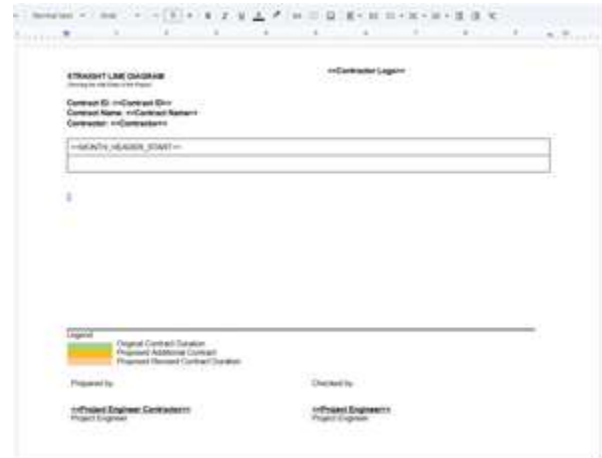 STRAIGHT LINE DIAGRAM
<<Contractor Logo>>
Contract ID: <<Contract ID>>
Contract Name: <<Contract Name>>
Contractor: <<Contractor>>
<<MONTH_HEADER_START>>
Legend
Original Contract Duration
Proposed Additional Contract
Proposed Revised Contract Duration
Prepared by
Checked by
<<Project Engineer Contractor>>
<<Project Engineer>>
Project Engineer
Project Engineer